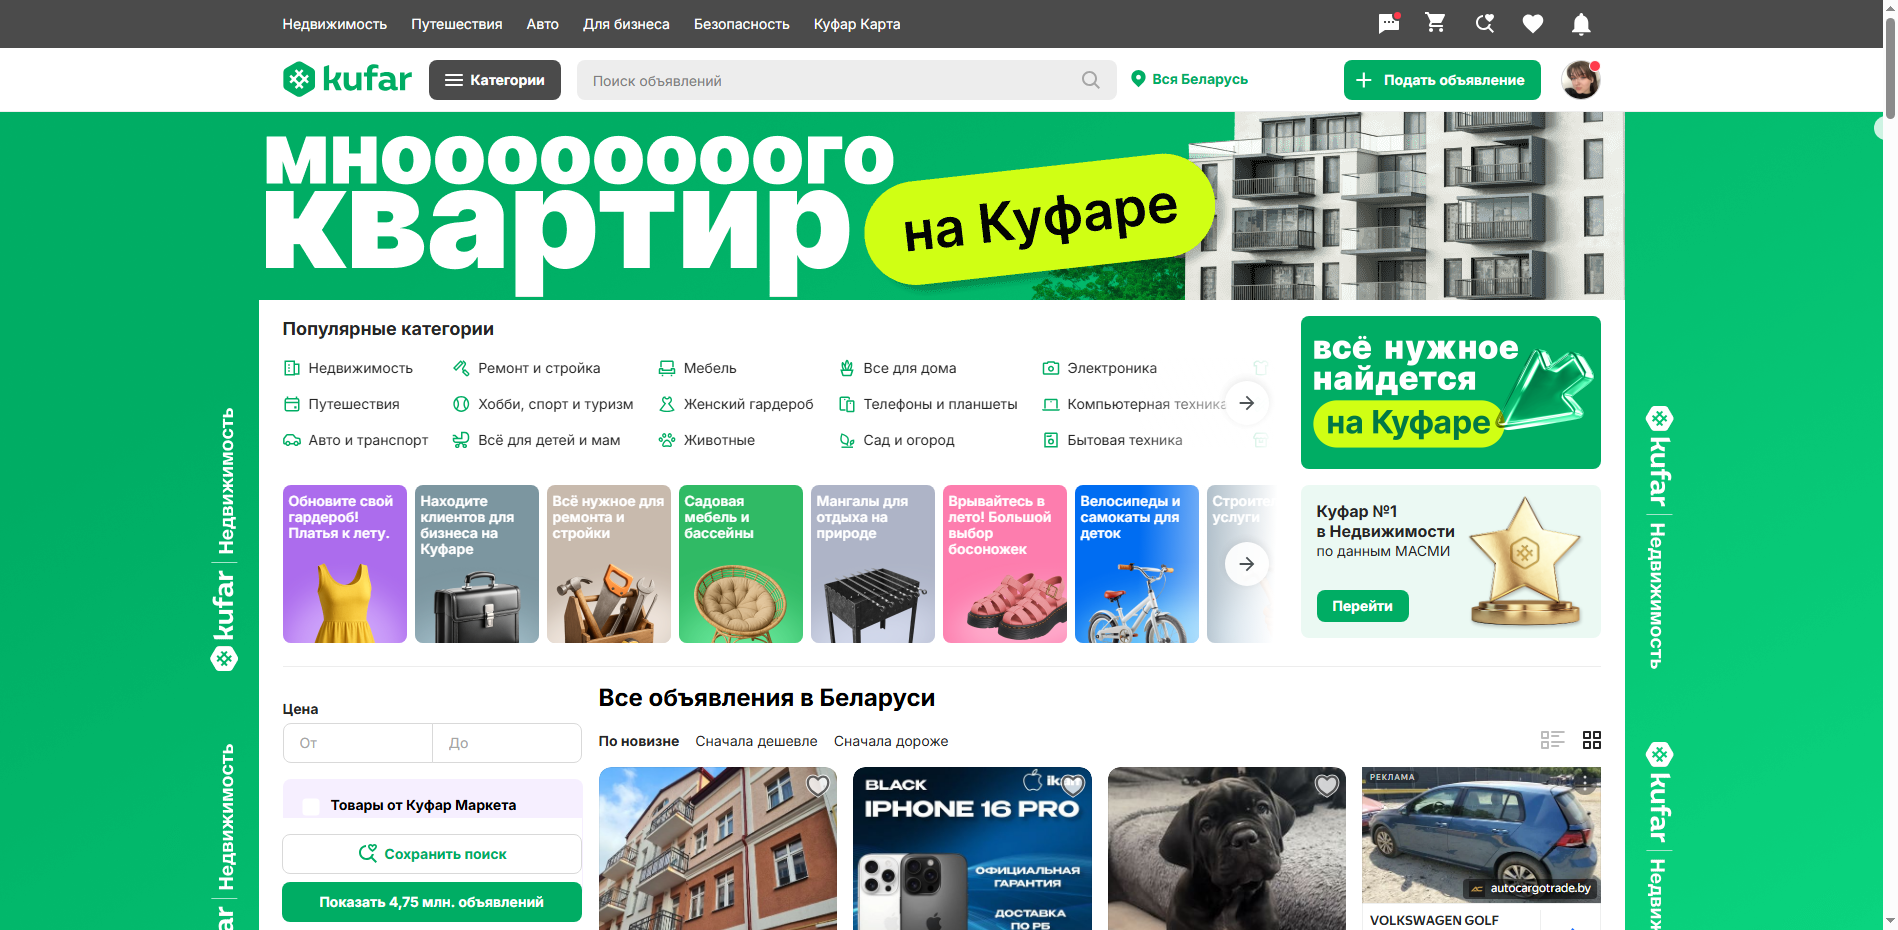 Недвижимость Путешествия Авто Для бизнеса Безопасность Куфар Карта
kufar
Категории
Поиск объявлений
Вся Беларусь
Подать объявление
мнооооооооого
квартир
на Куфаре
Популярные категории
Недвижимость
Ремонт и стройка
Мебель
Все для дома
Электроника
Путешествия
Хобби, спорт и туризм
Женский гардероб
Телефоны и планшеты
Компьютерная техника
Авто и транспорт
Всё для детей и мам
Животные
Сад и огород
Бытовая техника
всё нужное
найдется
на Куфаре
Обновите свой
гардероб!
Платья к лету.
Находите
клиентов для
бизнеса на
Куфаре
Всё нужное для
ремонта и
стройки
Садовая
мебель и
бассейны
Мангалы для
отдыха на
природе
Врывайтесь в
лето! Большой
выбор
босоножек
Велосипеды и
самокаты для
деток
услуги
Куфар №1
в Недвижимости
по данным МАСМИ
Перейти
kufar | Недвижимость
kufar | Недвижимость
Недвижимость
kufar
Цена
От
До
Товары от Куфар Маркета
Сохранить поиск
Показать 4,75 млн. объявлений
Все объявления в Беларуси
По новизне Сначала дешевле Сначала дороже
BLACK
IPHONE 16 PRO
ОФИЦИАЛЬНАЯ
ГАРАНТИЯ
ДОСТАВКА
ПО РБ
РЕКЛАМА
autocargotrade.by
VOLKSWAGEN GOLF